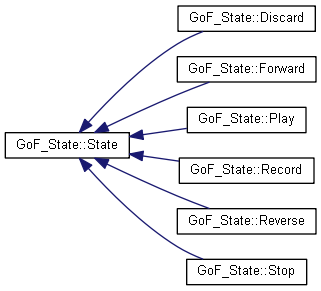 GoF_State::Discard
GoF_State::Forward
GoF_State::Play
GoF_State::State
GoF_State::Record
GoF_State::Reverse
GoF_State::Stop